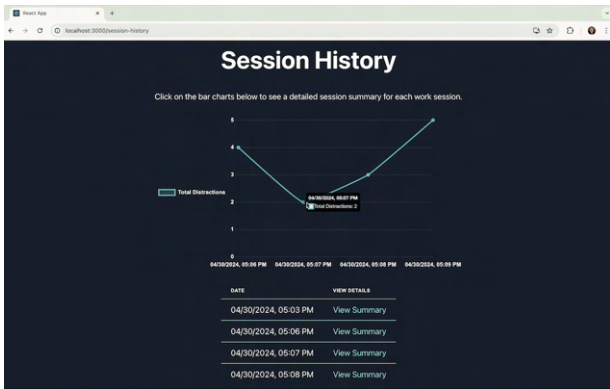 React App
localhost:3000/session-history
Session History
Click on the bar charts below to see a detailed session summary for each work session.
5
4
3
2
1
0
Total Distractions
04/30/2024, 05:07 PM
Total Distractions: 2
04/30/2024, 05:06 PM 04/30/2024, 05:07 PM 04/30/2024, 05:08 PM 04/30/2024, 05:09 PM
DATE VIEW DETAILS
04/30/2024, 05:03 PM View Summary
04/30/2024, 05:06 PM View Summary
04/30/2024, 05:07 PM View Summary
04/30/2024, 05:08 PM View Summary